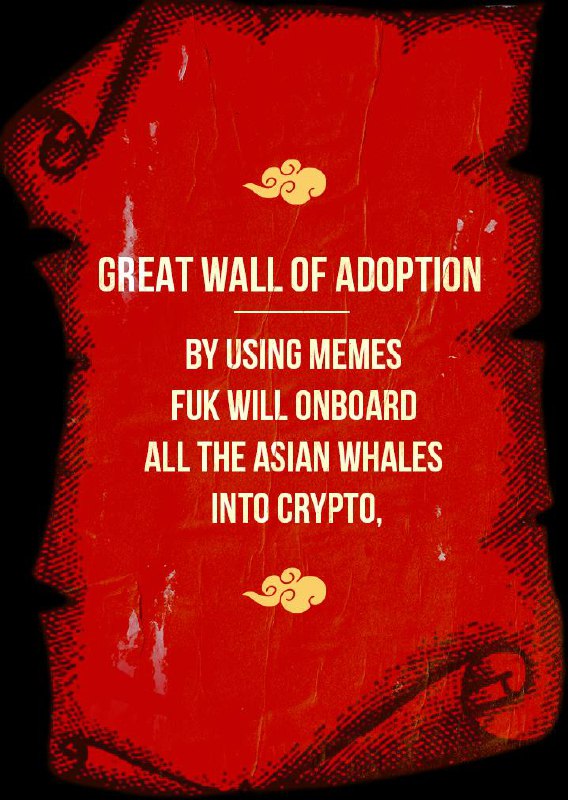 GREAT WALL OF ADOPTION
BY USING MEMES
FUK WILL ONBOARD
ALL THE ASIAN WHALES
INTO CRYPTO,